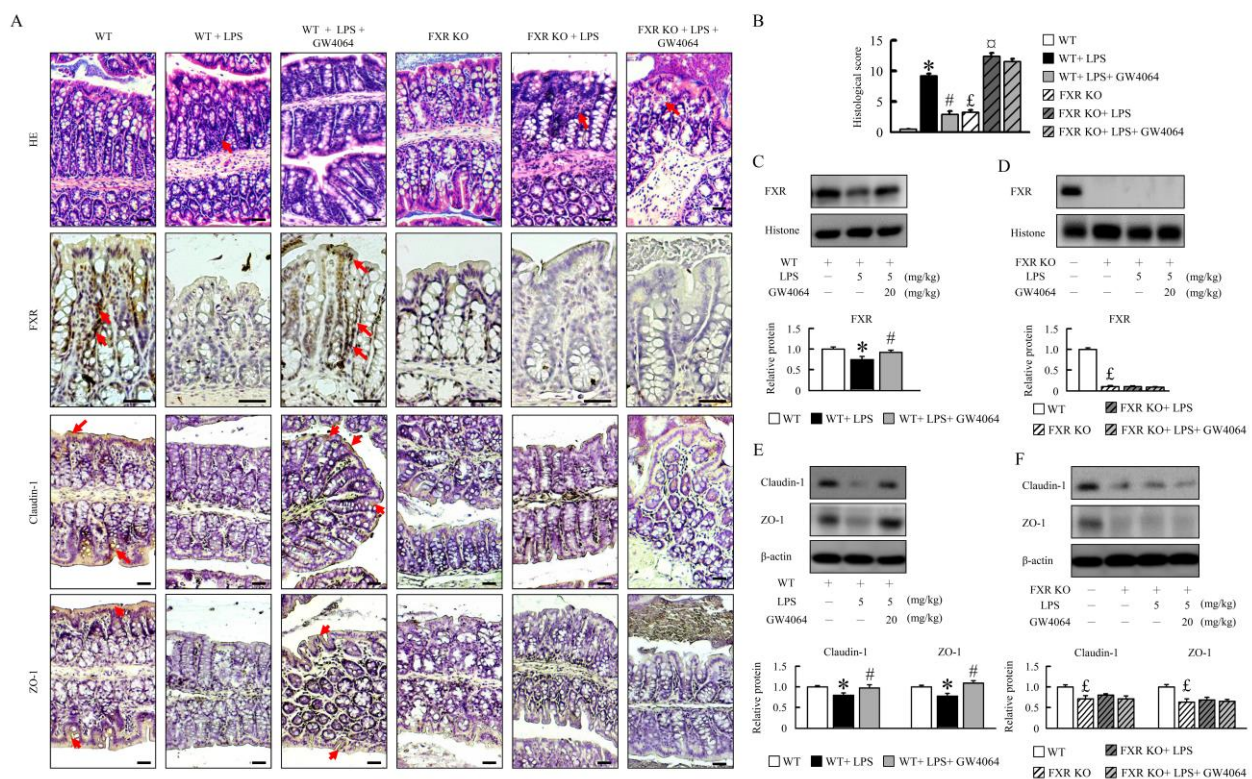 A
WT
WT + LPS
WT + LPS +
GW4064
FXR KO
FXR KO + LPS
FXR KO + LPS +
GW4064
HE
FXR
Claudin-1
ZO-1
B
Histological score
15
10
5
0
*
#
£
¤
WT
WT+ LPS
WT+ LPS+ GW4064
FXR KO
FXR KO+ LPS
FXR KO+ LPS+ GW4064
C
FXR
Histone
WT + + +
LPS — 5 5 (mg/kg)
GW4064 — — 20 (mg/kg)
FXR
Relative protein
1.5
1.0
0.5
0
* #
WT WT+ LPS WT+ LPS+ GW4064
D
FXR
Histone
FXR KO — + + +
LPS — — 5 5 (mg/kg)
GW4064 — — — 20 (mg/kg)
FXR
Relative protein
1.5
1.0
0.5
0
£
WT FXR KO+ LPS
FXR KO FXR KO+ LPS+ GW4064
E
Claudin-1
ZO-1
β-actin
WT + + +
LPS — 5 5 (mg/kg)
GW4064 — — 20 (mg/kg)
Claudin-1 ZO-1
Relative protein
1.5
1.0
0.5
0
* # * #
WT WT+ LPS WT+ LPS+ GW4064
F
Claudin-1
ZO-1
β-actin
FXR KO — + + +
LPS — — 5 5 (mg/kg)
GW4064 — — — 20 (mg/kg)
Claudin-1 ZO-1
Relative protein
1.5
1.0
0.5
0
£ £
WT FXR KO+ LPS
FXR KO FXR KO+ LPS+ GW4064